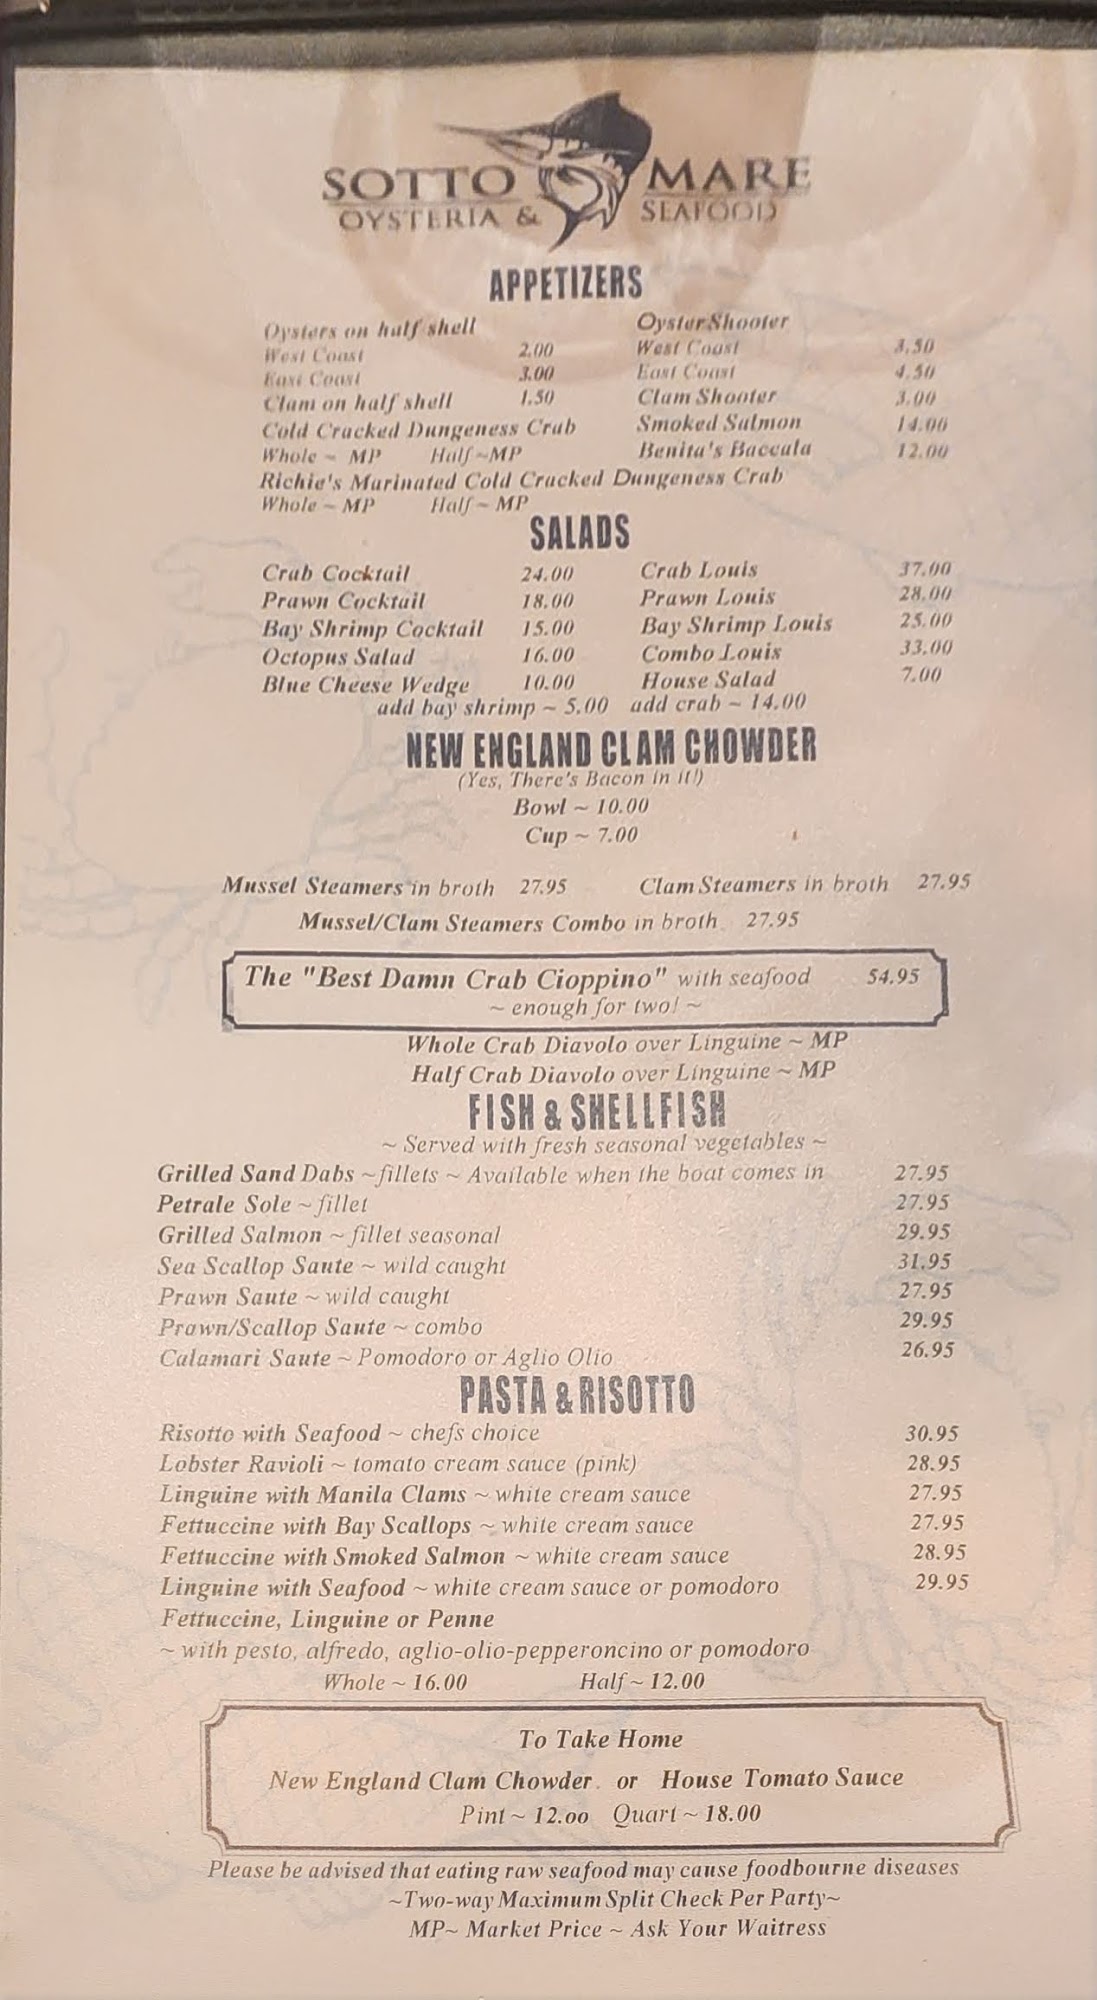 SOTTO MARE
OYSTERIA & SEAFOOD
APPETIZERS
Oysters on half shell
West Coast 2.00
East Coast 3.00
Clam on half shell 1.50
Cold Cracked Dungeness Crab
Whole ~ MP Half ~MP
Oyster Shooter
West Coast 3.50
East Coast 4.50
Clam Shooter 3.00
Smoked Salmon 14.00
Benita's Baccala 12.00
Richie's Marinated Cold Cracked Dungeness Crab
Whole ~ MP Half ~ MP
SALADS
Crab Cocktail 24.00 Crab Louis 37.00
Prawn Cocktail 18.00 Prawn Louis 28.00
Bay Shrimp Cocktail 15.00 Bay Shrimp Louis 25.00
Octopus Salad 16.00 Combo Louis 33.00
Blue Cheese Wedge 10.00 House Salad 7.00
add bay shrimp ~ 5.00 add crab ~ 14.00
NEW ENGLAND CLAM CHOWDER
(Yes, There's Bacon in it!)
Bowl ~ 10.00
Cup ~ 7.00
Mussel Steamers in broth 27.95 Clam Steamers in broth 27.95
Mussel/Clam Steamers Combo in broth 27.95
The "Best Damn Crab Cioppino" with seafood 54.95
~ enough for two! ~
Whole Crab Diavolo over Linguine ~ MP
Half Crab Diavolo over Linguine ~ MP
FISH & SHELLFISH
~ Served with fresh seasonal vegetables ~
Grilled Sand Dabs ~fillets ~ Available when the boat comes in 27.95
Petrale Sole ~ fillet 27.95
Grilled Salmon ~ fillet seasonal 29.95
Sea Scallop Saute ~ wild caught 31.95
Prawn Saute ~ wild caught 27.95
Prawn/Scallop Saute ~ combo 29.95
Calamari Saute ~ Pomodoro or Aglio Olio 26.95
PASTA & RISOTTO
Risotto with Seafood ~ chefs choice 30.95
Lobster Ravioli ~ tomato cream sauce (pink) 28.95
Linguine with Manila Clams ~ white cream sauce 27.95
Fettuccine with Bay Scallops ~ white cream sauce 27.95
Fettuccine with Smoked Salmon ~ white cream sauce 28.95
Linguine with Seafood ~ white cream sauce or pomodoro 29.95
Fettuccine, Linguine or Penne
~ with pesto, alfredo, aglio-olio-pepperoncino or pomodoro
Whole ~ 16.00 Half ~ 12.00
To Take Home
New England Clam Chowder. or House Tomato Sauce
Pint ~ 12.oo Quart ~ 18.00
Please be advised that eating raw seafood may cause foodbourne diseases
~Two-way Maximum Split Check Per Party~
MP~ Market Price ~ Ask Your Waitress